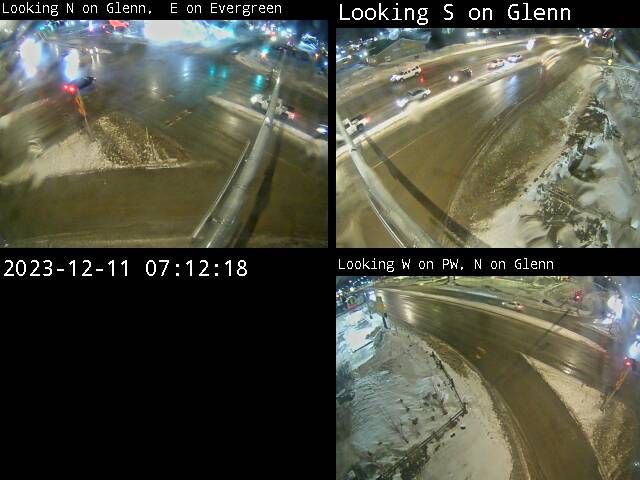 Looking N on Glenn,  E on Evergreen
Looking S on Glenn
2023-12-11 07:12:18
Looking W on PW, N on Glenn